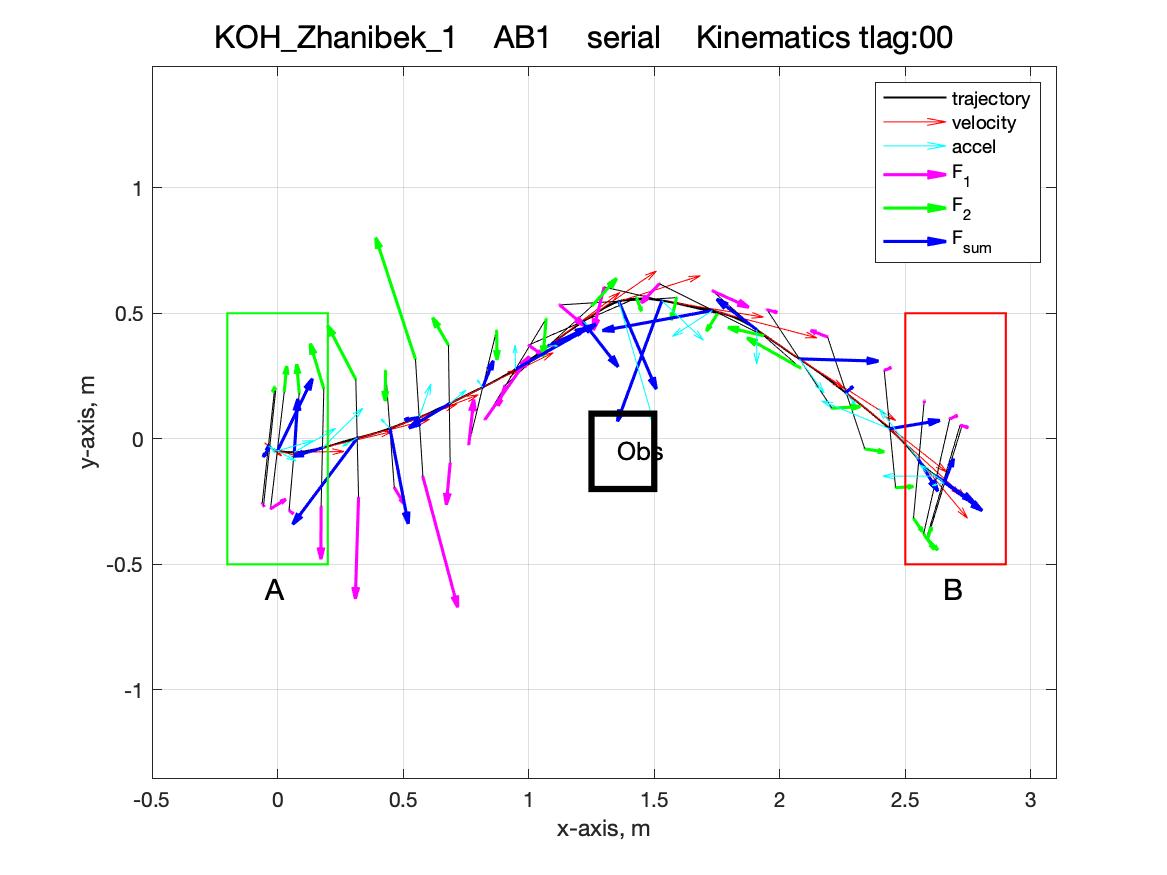 KOH_Zhanibek_1 AB1 serial Kinematics tlag:00
trajectory
velocity
accel
F1
F2
Fsum
1
0.5
0
-0.5
-1
y-axis, m
Obs
A
B
-0.5 0 0.5 1 1.5 2 2.5 3
x-axis, m